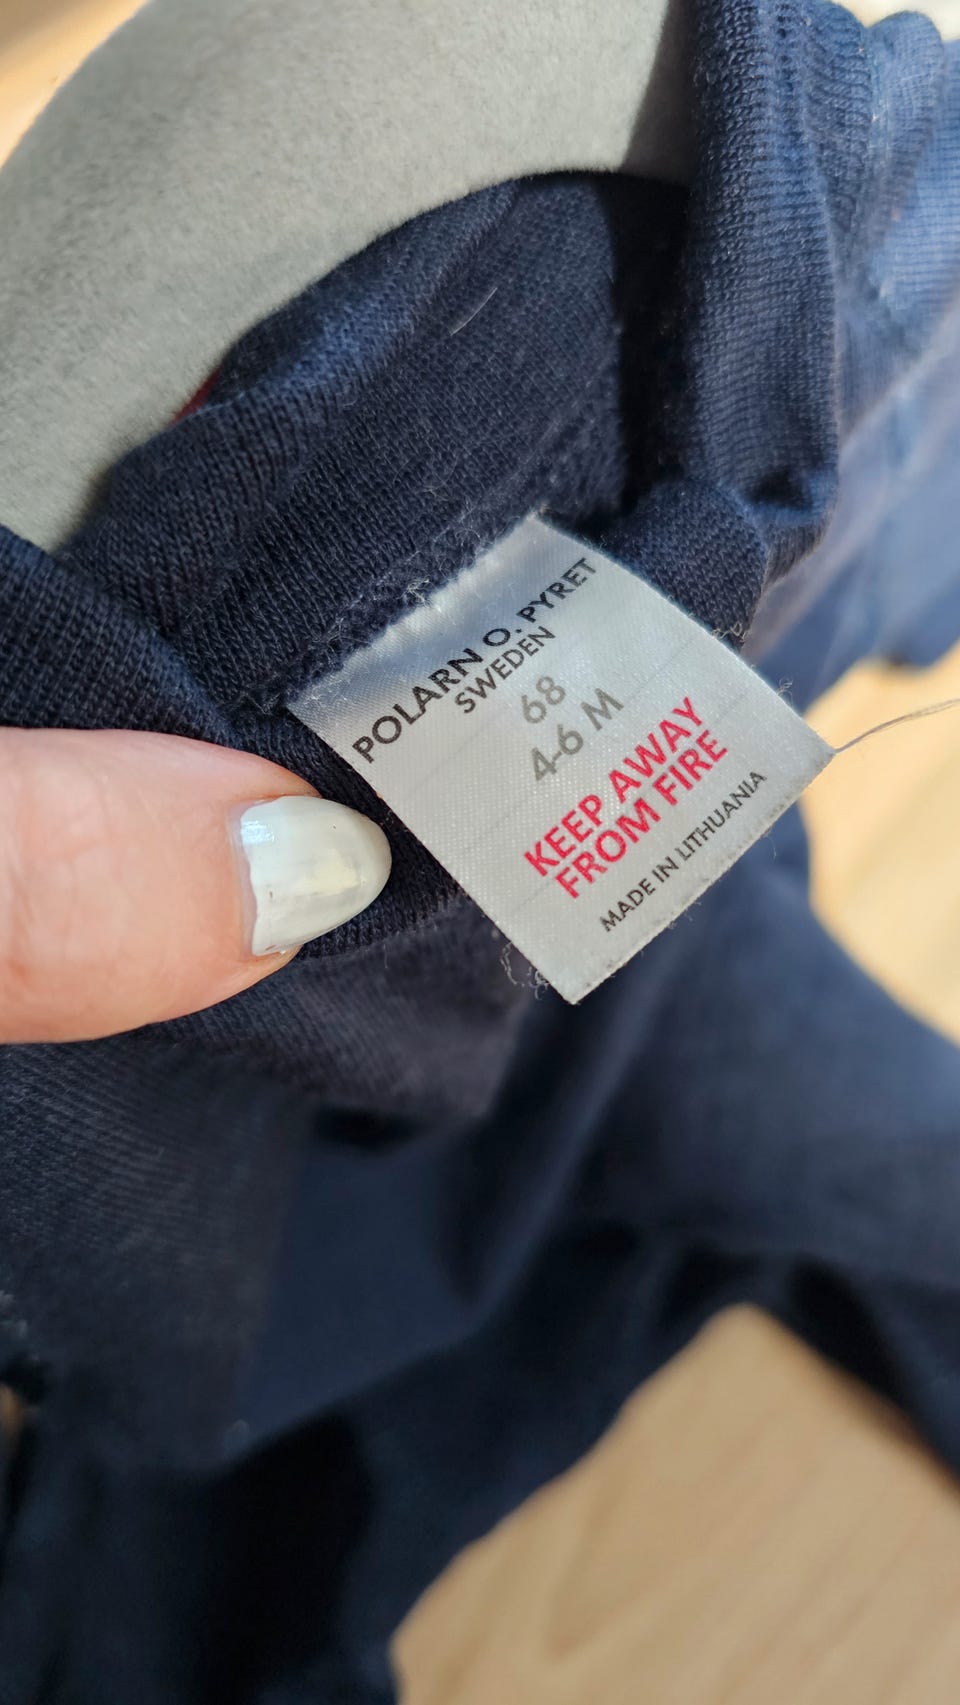 POLARN O. PYRET
SWEDEN
68
4-6 M
KEEP AWAY
FROM FIRE
MADE IN LITHUANIA